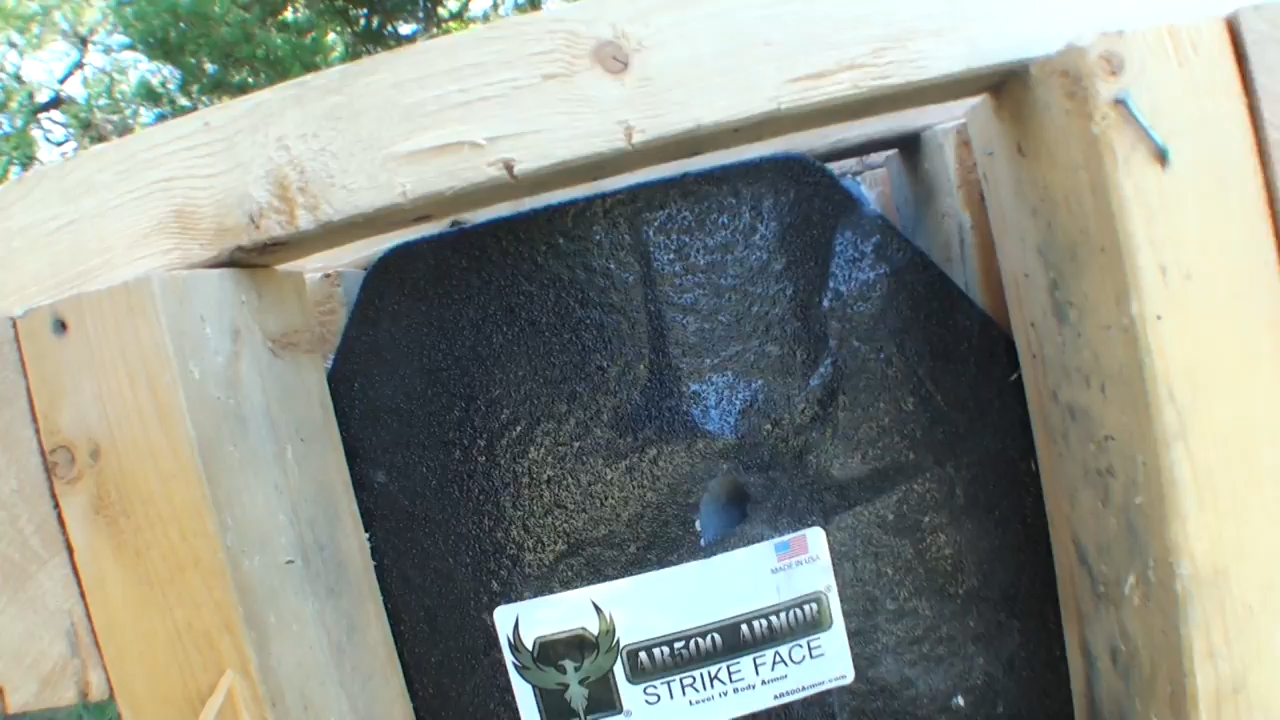 MADE IN USA
AR500 ARMOR®
STRIKE FACE
Level IV Body Armor
AR500Armor.com
®